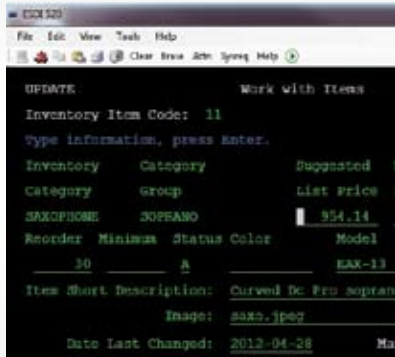 File Edit View Tools Help
Clear Erase Attn Sysreq Help
UPDATE Work with Items
Inventory Item Code: 11
Type information, press Enter.
Inventory Category Suggested
Category Group List Price
SAXOPHONE SOPRANO 954.14
Reorder Minimum Status Color Model
30 A EAX-13
Item Short Description: Curved Dc Pro sopran
Image: saxo.jpeg
Date Last Changed: 2012-04-28 Ma